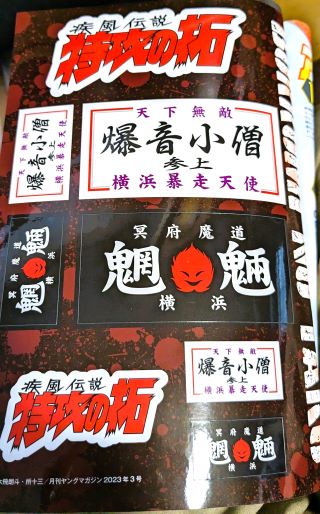 疾風伝説
特攻の拓
天下無敵
爆音小僧
参上
横浜暴走天使
天下無敵
爆音小僧
参上
横浜暴走天使
冥府魔道
魍魎
横浜
冥府魔道
魍魎
横浜
疾風伝説
特攻の拓
天下無敵
爆音小僧
参上
横浜暴走天使
冥府魔道
魍魎
横浜
・所十三／月刊ヤングマガジン2023年3号